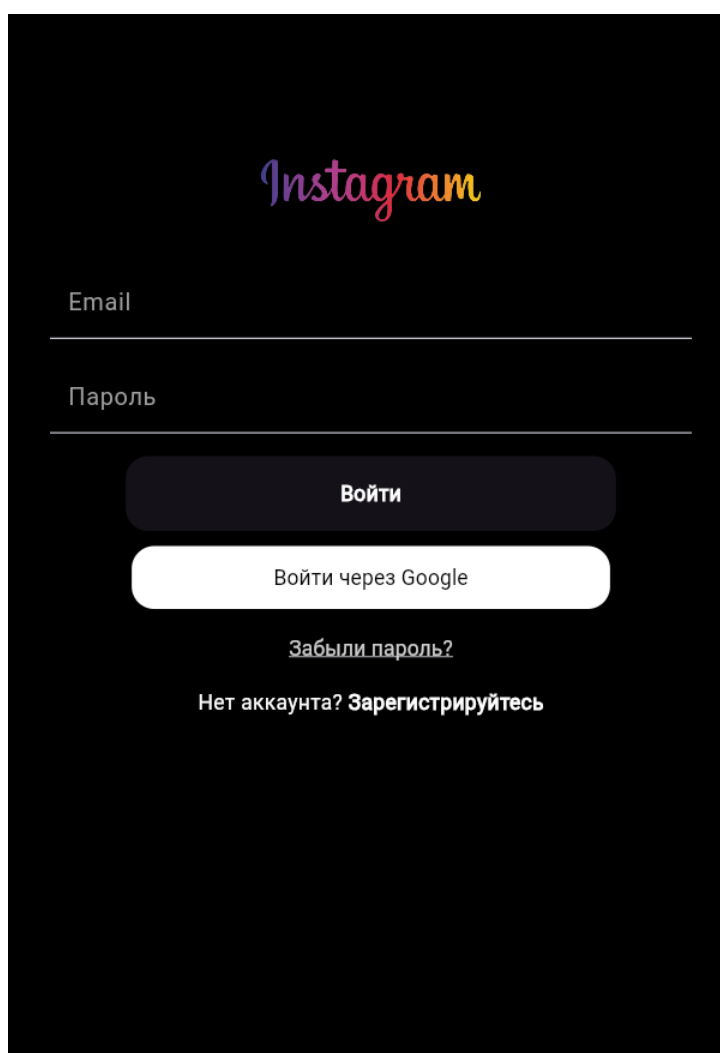 Instagram
Email
Пароль
Войти
Войти через Google
Забыли пароль?
Нет аккаунта? Зарегистрируйтесь